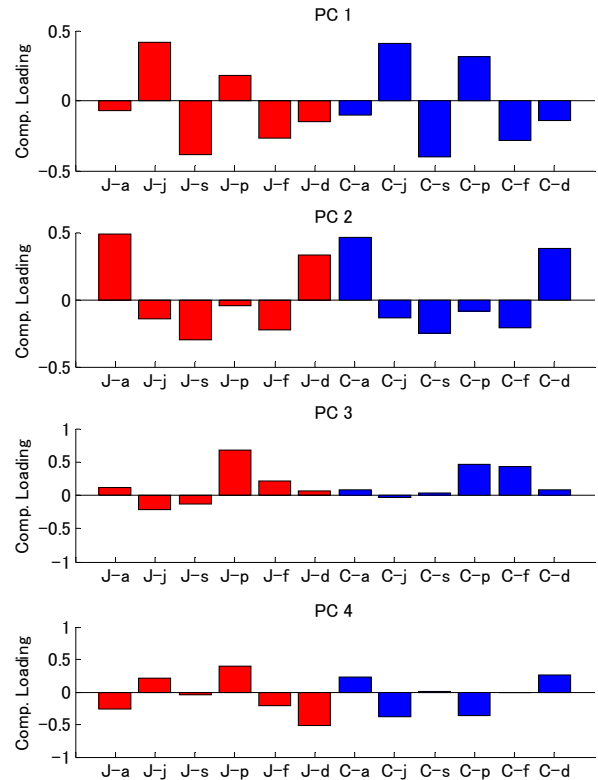 PC 1
Comp. Loading
0.5
0
−0.5
J−a J−j J−s J−p J−f J−d C−a C−j C−s C−p C−f C−d
PC 2
Comp. Loading
0.5
0
−0.5
J−a J−j J−s J−p J−f J−d C−a C−j C−s C−p C−f C−d
PC 3
Comp. Loading
1
0.5
0
−0.5
−1
J−a J−j J−s J−p J−f J−d C−a C−j C−s C−p C−f C−d
PC 4
Comp. Loading
1
0.5
0
−0.5
−1
J−a J−j J−s J−p J−f J−d C−a C−j C−s C−p C−f C−d